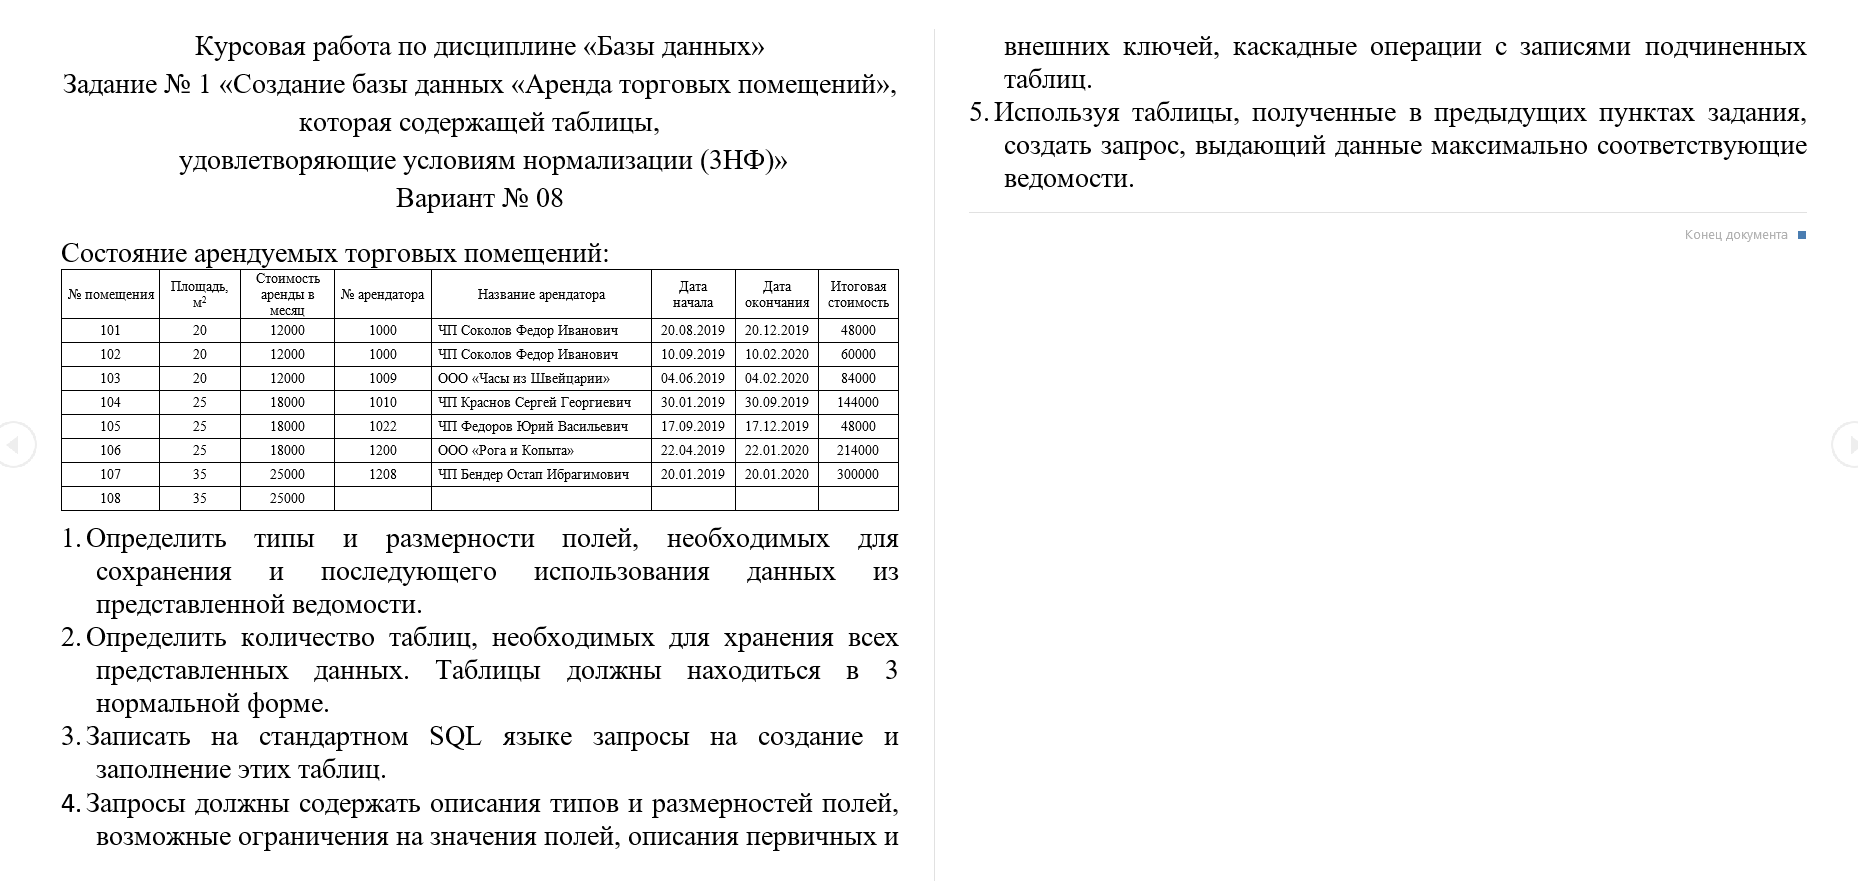 Курсовая работа по дисциплине «Базы данных»
Задание № 1 «Создание базы данных «Аренда торговых помещений»,
которая содержащей таблицы,
удовлетворяющие условиям нормализации (3НФ)»
Вариант № 08
Состояние арендуемых торговых помещений:
№ помещения Площадь, м² Стоимость аренды в месяц № арендатора Название арендатора Дата начала Дата окончания Итоговая стоимость
101 20 12000 1000 ЧП Соколов Федор Иванович 20.08.2019 20.12.2019 48000
102 20 12000 1000 ЧП Соколов Федор Иванович 10.09.2019 10.02.2020 60000
103 20 12000 1009 ООО «Часы из Швейцарии» 04.06.2019 04.02.2020 84000
104 25 18000 1010 ЧП Краснов Сергей Георгиевич 30.01.2019 30.09.2019 144000
105 25 18000 1022 ЧП Федоров Юрий Васильевич 17.09.2019 17.12.2019 48000
106 25 18000 1200 ООО «Рога и Копыта» 22.04.2019 22.01.2020 214000
107 35 25000 1208 ЧП Бендер Остап Ибрагимович 20.01.2019 20.01.2020 300000
108 35 25000
1. Определить типы и размерности полей, необходимых для
сохранения и последующего использования данных из
представленной ведомости.
2. Определить количество таблиц, необходимых для хранения всех
представленных данных. Таблицы должны находиться в 3
нормальной форме.
3. Записать на стандартном SQL языке запросы на создание и
заполнение этих таблиц.
4. Запросы должны содержать описания типов и размерностей полей,
возможные ограничения на значения полей, описания первичных и
внешних ключей, каскадные операции с записями подчиненных
таблиц.
5. Используя таблицы, полученные в предыдущих пунктах задания,
создать запрос, выдающий данные максимально соответствующие
ведомости.
Конец документа